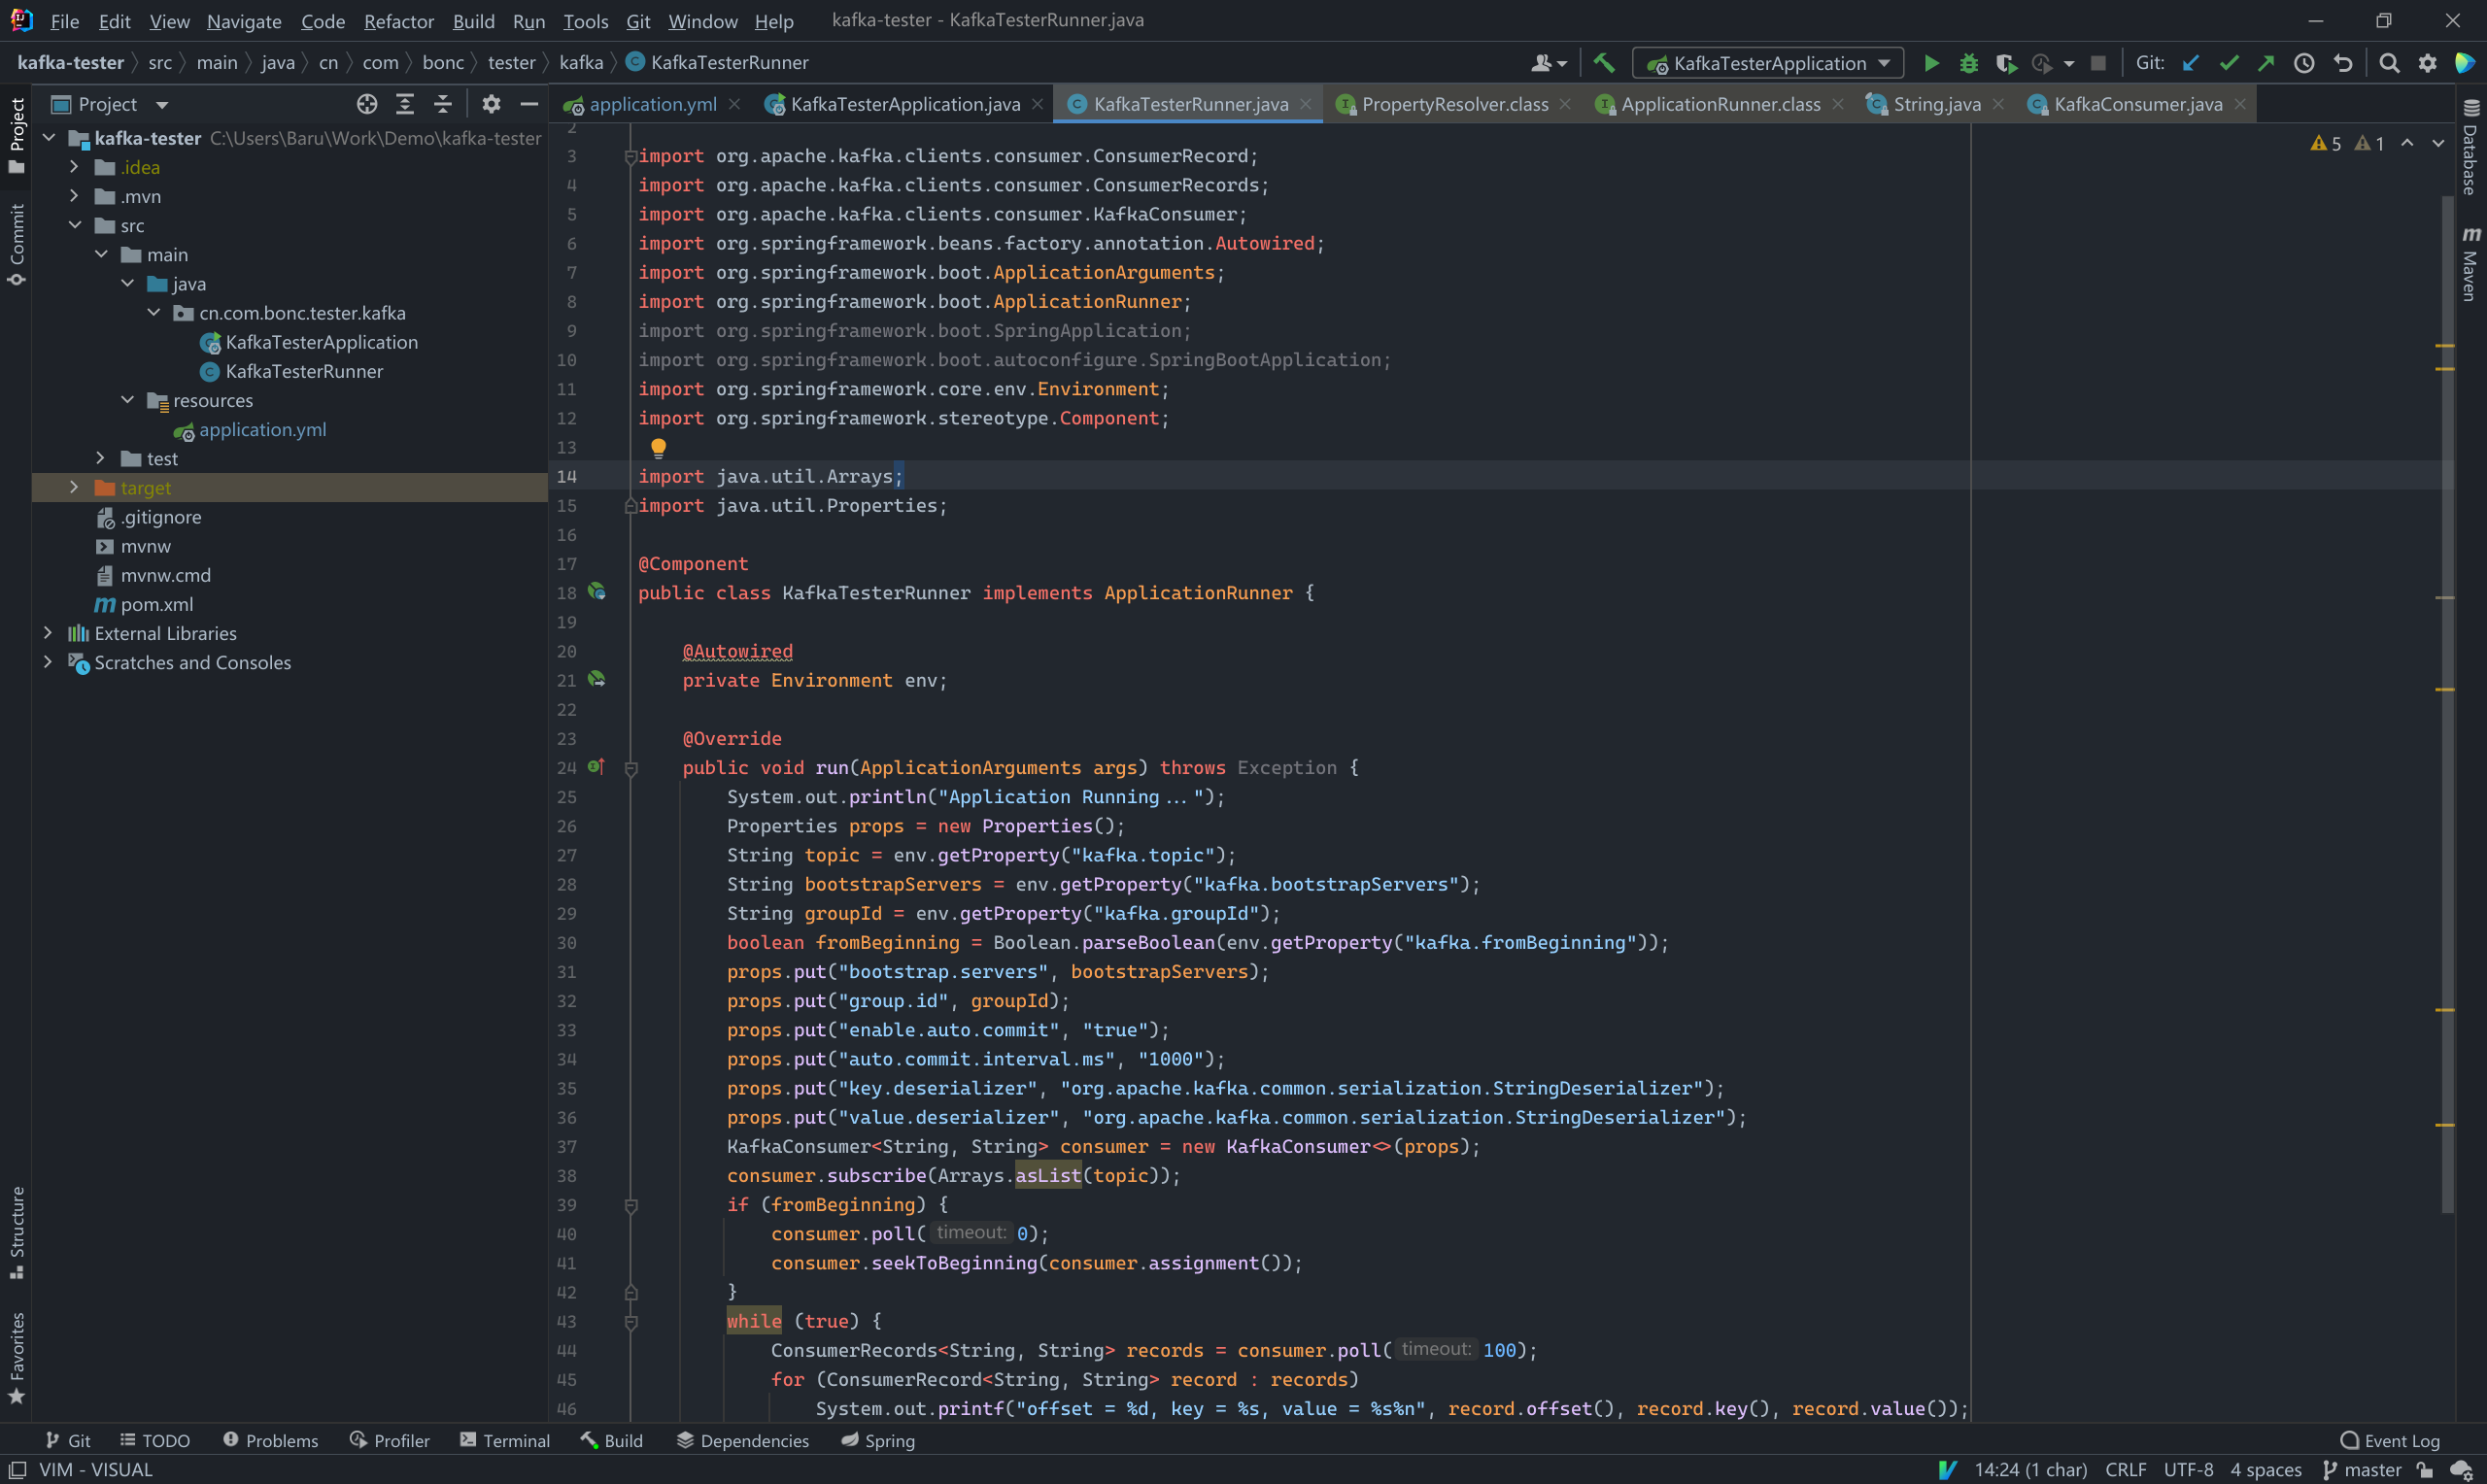 File Edit View Navigate Code Refactor Build Run Tools Git Window Help kafka-tester - KafkaTesterRunner.java
kafka-tester src main java cn com bonc tester kafka KafkaTesterRunner KafkaTesterApplication Git:
Project
application.yml KafkaTesterApplication.java KafkaTesterRunner.java PropertyResolver.class ApplicationRunner.class String.java KafkaConsumer.java
Project
Commit
Structure
Favorites
kafka-tester C:\Users\Baru\Work\Demo\kafka-tester
.idea
.mvn
src
main
java
cn.com.bonc.tester.kafka
KafkaTesterApplication
KafkaTesterRunner
resources
application.yml
test
target
.gitignore
mvnw
mvnw.cmd
pom.xml
External Libraries
Scratches and Consoles
5 1
Database
Maven
2
3 import org.apache.kafka.clients.consumer.ConsumerRecord;
4 import org.apache.kafka.clients.consumer.ConsumerRecords;
5 import org.apache.kafka.clients.consumer.KafkaConsumer;
6 import org.springframework.beans.factory.annotation.Autowired;
7 import org.springframework.boot.ApplicationArguments;
8 import org.springframework.boot.ApplicationRunner;
9 import org.springframework.boot.SpringApplication;
10 import org.springframework.boot.autoconfigure.SpringBootApplication;
11 import org.springframework.core.env.Environment;
12 import org.springframework.stereotype.Component;
13
14 import java.util.Arrays;
15 import java.util.Properties;
16
17 @Component
18 public class KafkaTesterRunner implements ApplicationRunner {
19
20 @Autowired
21 private Environment env;
22
23 @Override
24 public void run(ApplicationArguments args) throws Exception {
25 System.out.println("Application Running...");
26 Properties props = new Properties();
27 String topic = env.getProperty("kafka.topic");
28 String bootstrapServers = env.getProperty("kafka.bootstrapServers");
29 String groupId = env.getProperty("kafka.groupId");
30 boolean fromBeginning = Boolean.parseBoolean(env.getProperty("kafka.fromBeginning"));
31 props.put("bootstrap.servers", bootstrapServers);
32 props.put("group.id", groupId);
33 props.put("enable.auto.commit", "true");
34 props.put("auto.commit.interval.ms", "1000");
35 props.put("key.deserializer", "org.apache.kafka.common.serialization.StringDeserializer");
36 props.put("value.deserializer", "org.apache.kafka.common.serialization.StringDeserializer");
37 KafkaConsumer<String, String> consumer = new KafkaConsumer<>(props);
38 consumer.subscribe(Arrays.asList(topic));
39 if (fromBeginning) {
40 consumer.poll( timeout: 0);
41 consumer.seekToBeginning(consumer.assignment());
42 }
43 while (true) {
44 ConsumerRecords<String, String> records = consumer.poll( timeout: 100);
45 for (ConsumerRecord<String, String> record : records)
46 System.out.printf("offset = %d, key = %s, value = %s%n", record.offset(), record.key(), record.value());
Git TODO Problems Profiler Terminal Build Dependencies Spring Event Log
VIM - VISUAL 14:24 (1 char) CRLF UTF-8 4 spaces master